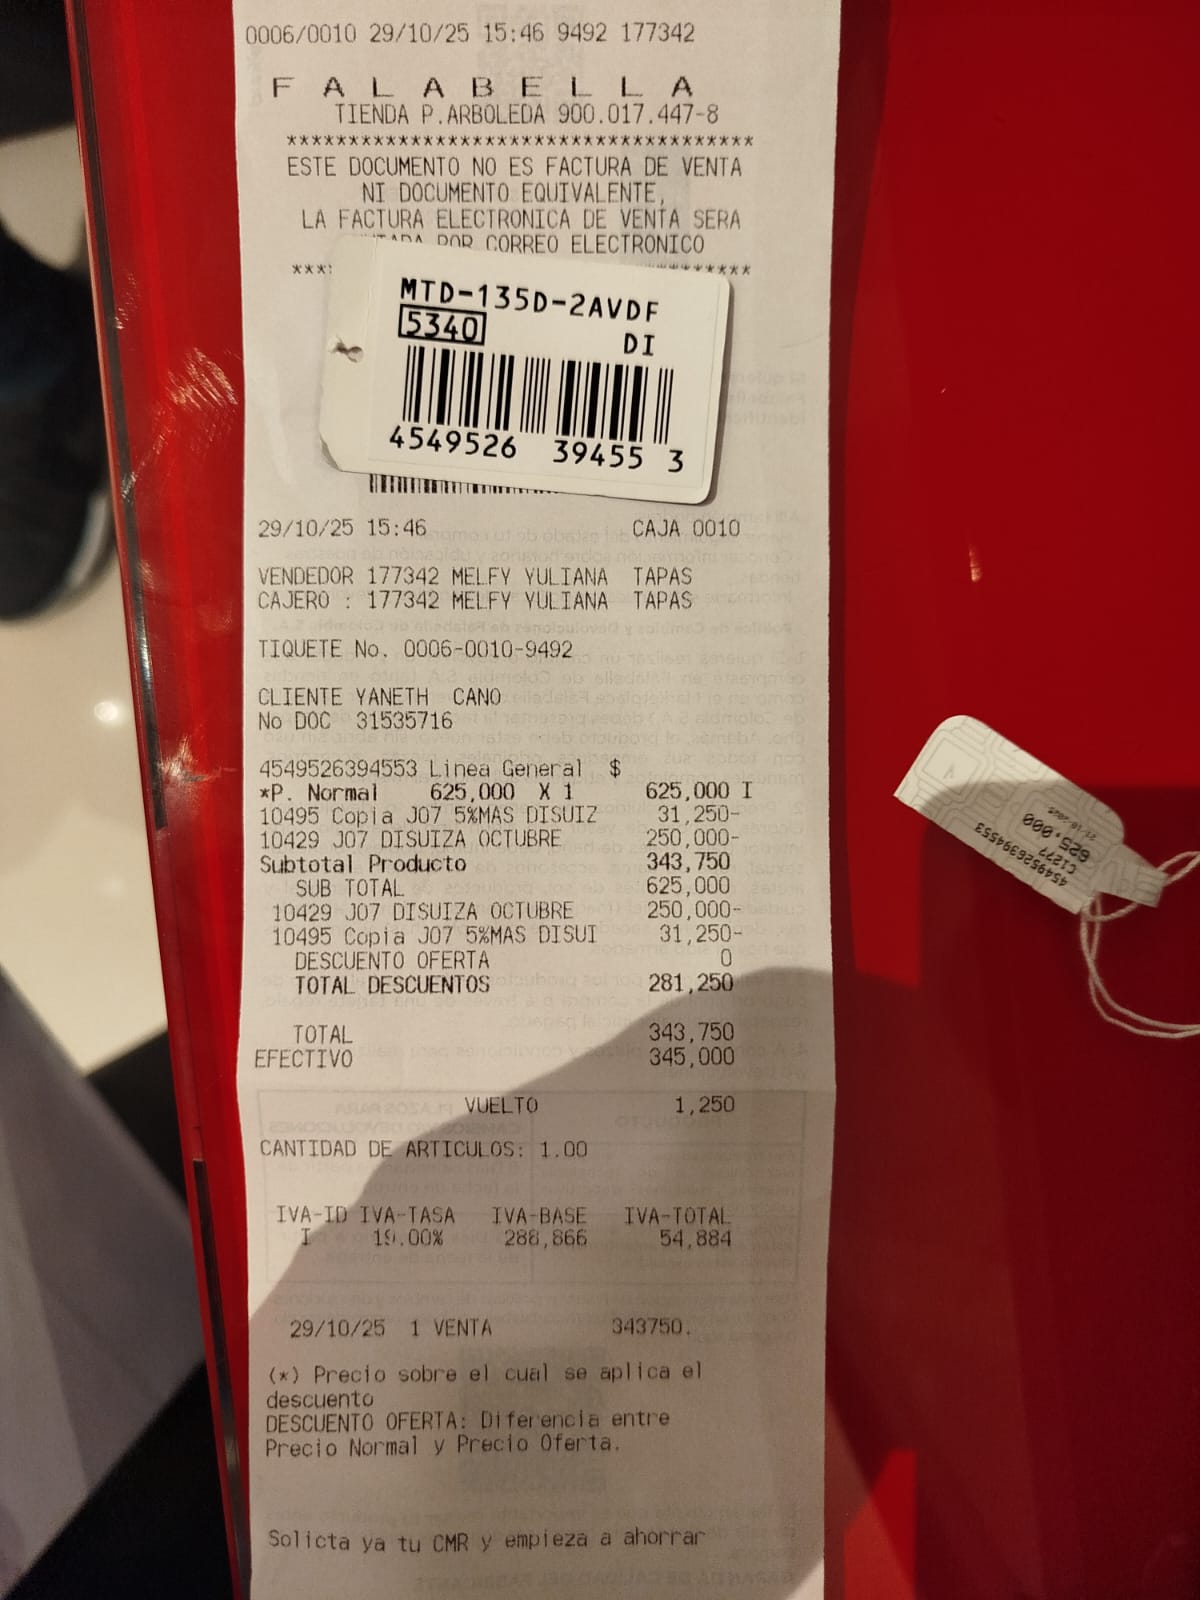 0006/0010 29/10/25 15:46 9492 177342
FALABELLA
TIENDA P.ARBOLEDA 900.017.447-8
**************************************
ESTE DOCUMENTO NO ES FACTURA DE VENTA
NI DOCUMENTO EQUIVALENTE,
LA FACTURA ELECTRONICA DE VENTA SERA
POR CORREO ELECTRONICO
MTD-135D-2AVDF
5340 DI
4549526 39455 3
29/10/25 15:46 CAJA 0010
VENDEDOR 177342 MELFY YULIANA TAPAS
CAJERO : 177342 MELFY YULIANA TAPAS
TIQUETE No. 0006-0010-9492
CLIENTE YANETH CANO
No DOC 31535716
4549526394553 Linea General $
*P. Normal 625,000 X 1 625,000 I
10495 Copia J07 5%MAS DISUIZ 31,250-
10429 J07 DISUIZA OCTUBRE 250,000-
Subtotal Producto 343,750
SUB TOTAL 625,000
10429 J07 DISUIZA OCTUBRE 250,000-
10495 Copia J07 5%MAS DISUI 31,250-
DESCUENTO OFERTA 0
TOTAL DESCUENTOS 281,250
TOTAL 343,750
EFECTIVO 345,000
VUELTO 1,250
CANTIDAD DE ARTICULOS: 1.00
IVA-ID IVA-TASA IVA-BASE IVA-TOTAL
I 19.00% 288,866 54,884
29/10/25 1 VENTA 343750.
(*) Precio sobre el cual se aplica el
descuento
DESCUENTO OFERTA: Diferencia entre
Precio Normal y Precio Oferta.
Solicta ya tu CMR y empieza a ahorrar
4549526394553
C1277
625.000